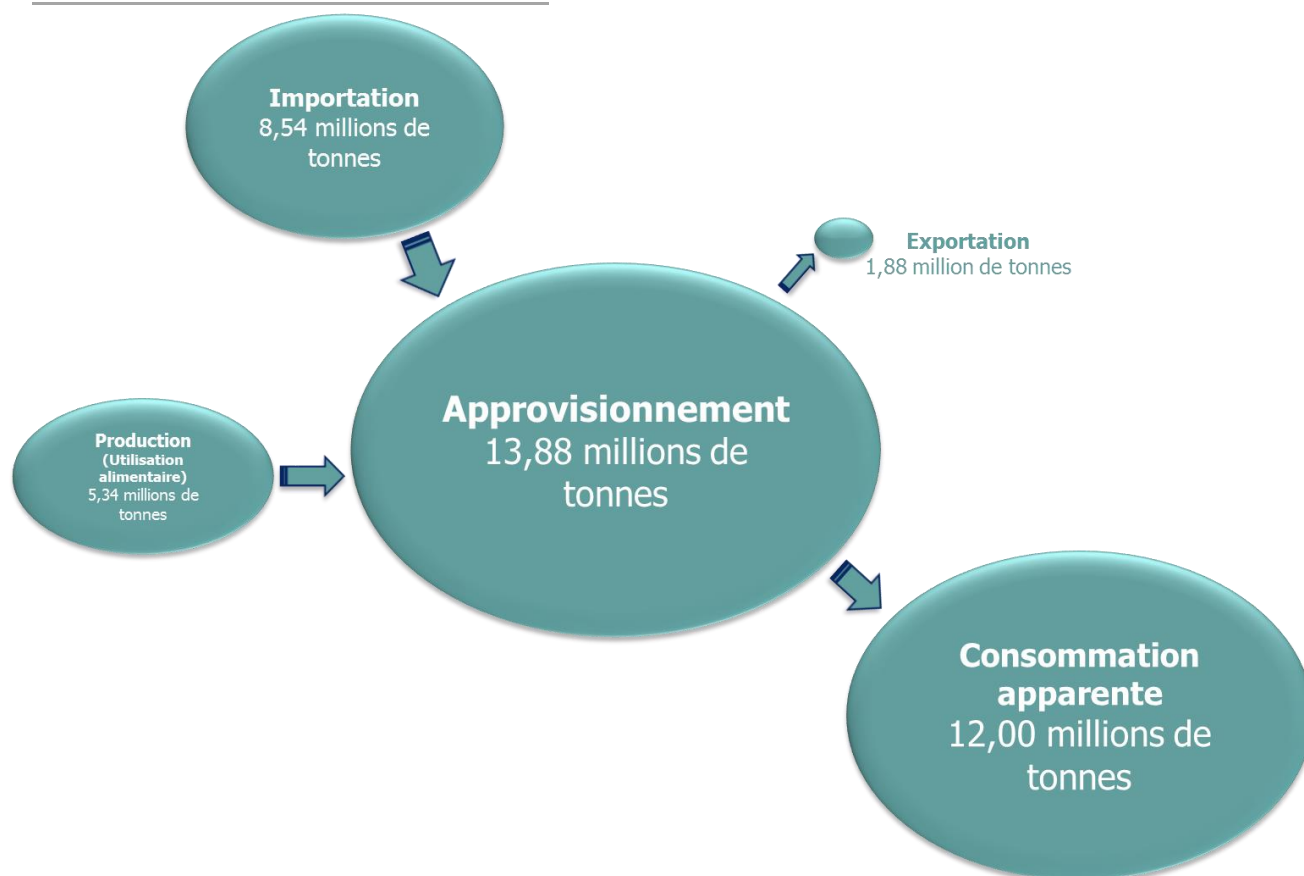 Importation
8,54 millions de
tonnes
Exportation
1,88 million de tonnes
Approvisionnement
13,88 millions de
tonnes
Production
(Utilisation
alimentaire)
5,34 millions de
tonnes
Consommation
apparente
12,00 millions de
tonnes